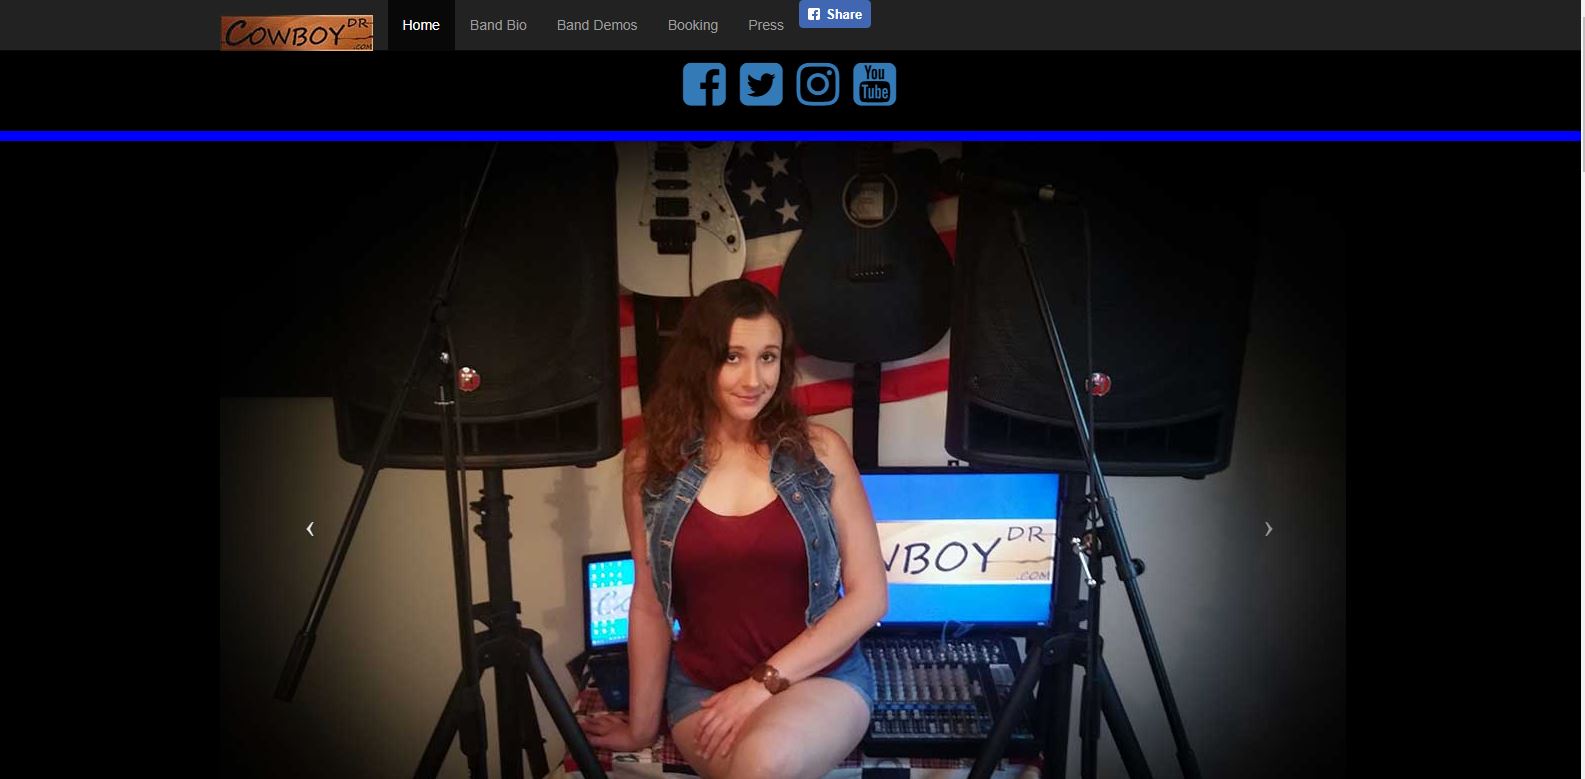 COWBOY DR
.COM
Home
Band Bio
Band Demos
Booking
Press
Share
You
Tube
WBOY DR
.COM